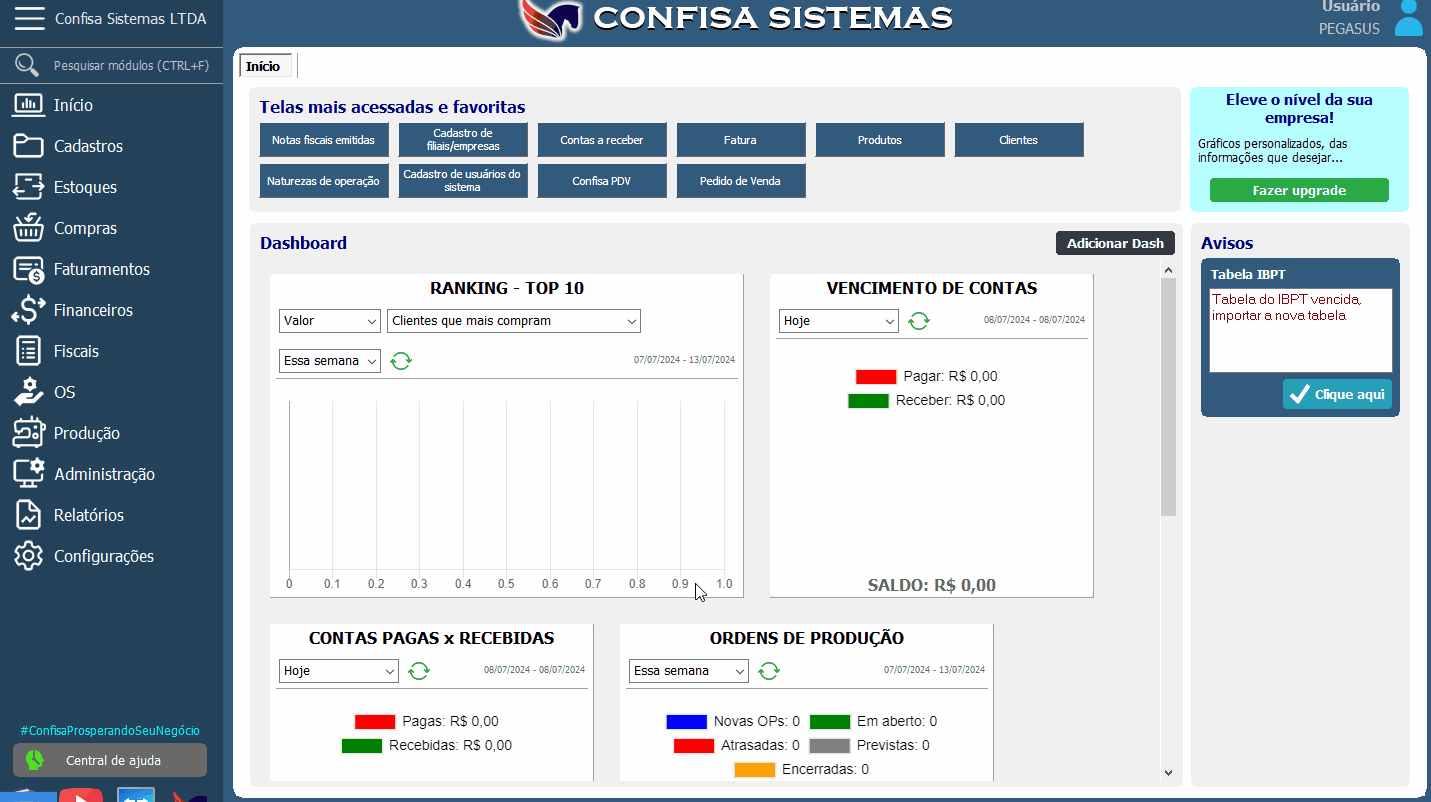 Confisa Sistemas LTDA
CONFISA SISTEMAS
Usuário
PEGASUS
Pesquisar módulos (CTRL+F)
Início
Cadastros
Estoques
Compras
Faturamentos
Financeiros
Fiscais
OS
Produção
Administração
Relatórios
Configurações
#ConfisaProsperandoSeuNegócio
Central de ajuda
Início
Telas mais acessadas e favoritas
Notas fiscais emitidas
Cadastro de
filiais/empresas
Contas a receber
Fatura
Produtos
Clientes
Naturezas de operação
Cadastro de usuários do
sistema
Confisa PDV
Pedido de Venda
Eleve o nível da sua
empresa!
Gráficos personalizados, das
informações que desejar...
Fazer upgrade
Dashboard
Adicionar Dash
RANKING - TOP 10
Valor
Clientes que mais compram
Essa semana
07/07/2024 - 13/07/2024
0 0.1 0.2 0.3 0.4 0.5 0.6 0.7 0.8 0.9 1.0
VENCIMENTO DE CONTAS
Hoje
08/07/2024 - 08/07/2024
Pagar: R$ 0,00
Receber: R$ 0,00
SALDO: R$ 0,00
CONTAS PAGAS x RECEBIDAS
Hoje
08/07/2024 - 08/07/2024
Pagas: R$ 0,00
Recebidas: R$ 0,00
ORDENS DE PRODUÇÃO
Essa semana
07/07/2024 - 13/07/2024
Novas OPs: 0 Em aberto: 0
Atrasadas: 0 Previstas: 0
Encerradas: 0
Avisos
Tabela IBPT
Tabela do IBPT vencida,
importar a nova tabela
Clique aqui